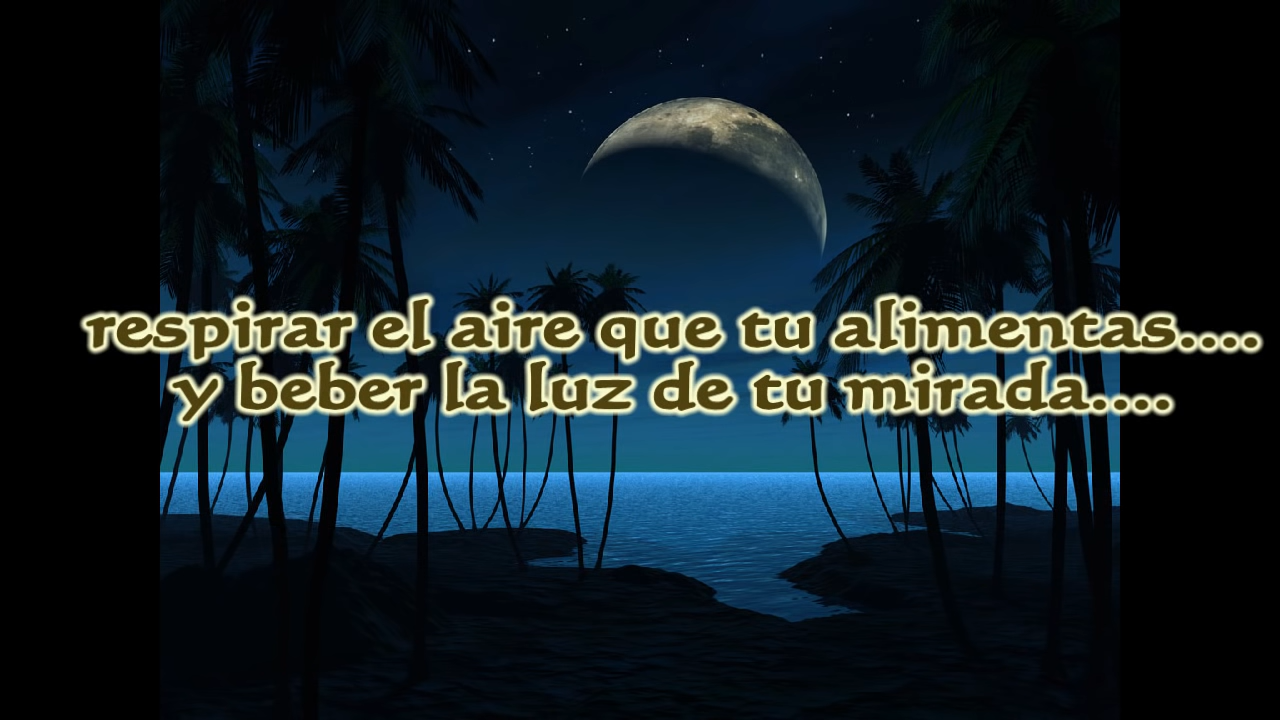 respirar el aire que tu alimentas....
y beber la luz de tu mirada....